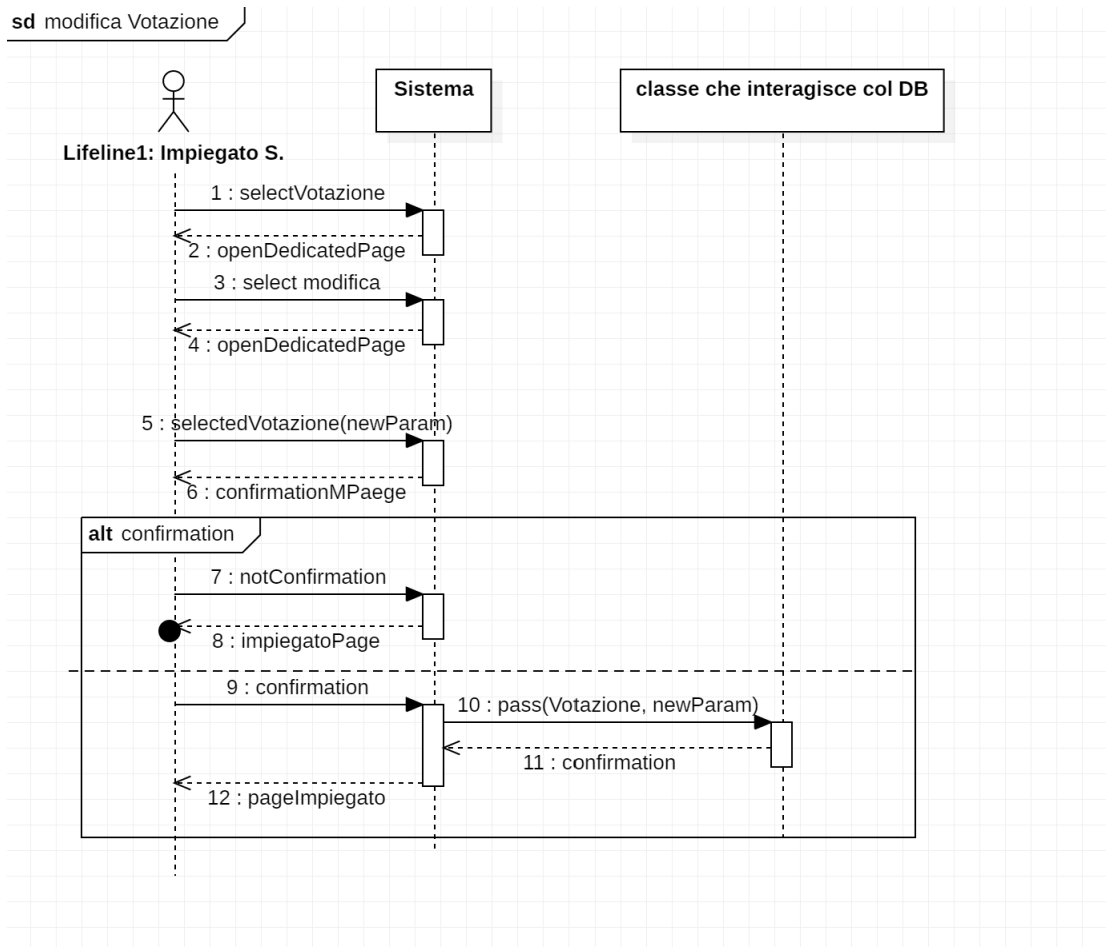 sd modifica Votazione
Sistema
classe che interagisce col DB
Lifeline1: Impiegato S.
1 : selectVotazione
2 : openDedicatedPage
3 : select modifica
4 : openDedicatedPage
5 : selectedVotazione(newParam)
6 : confirmationMPaege
alt confirmation
7 : notConfirmation
8 : impiegatoPage
9 : confirmation
10 : pass(Votazione, newParam)
11 : confirmation
12 : pageImpiegato